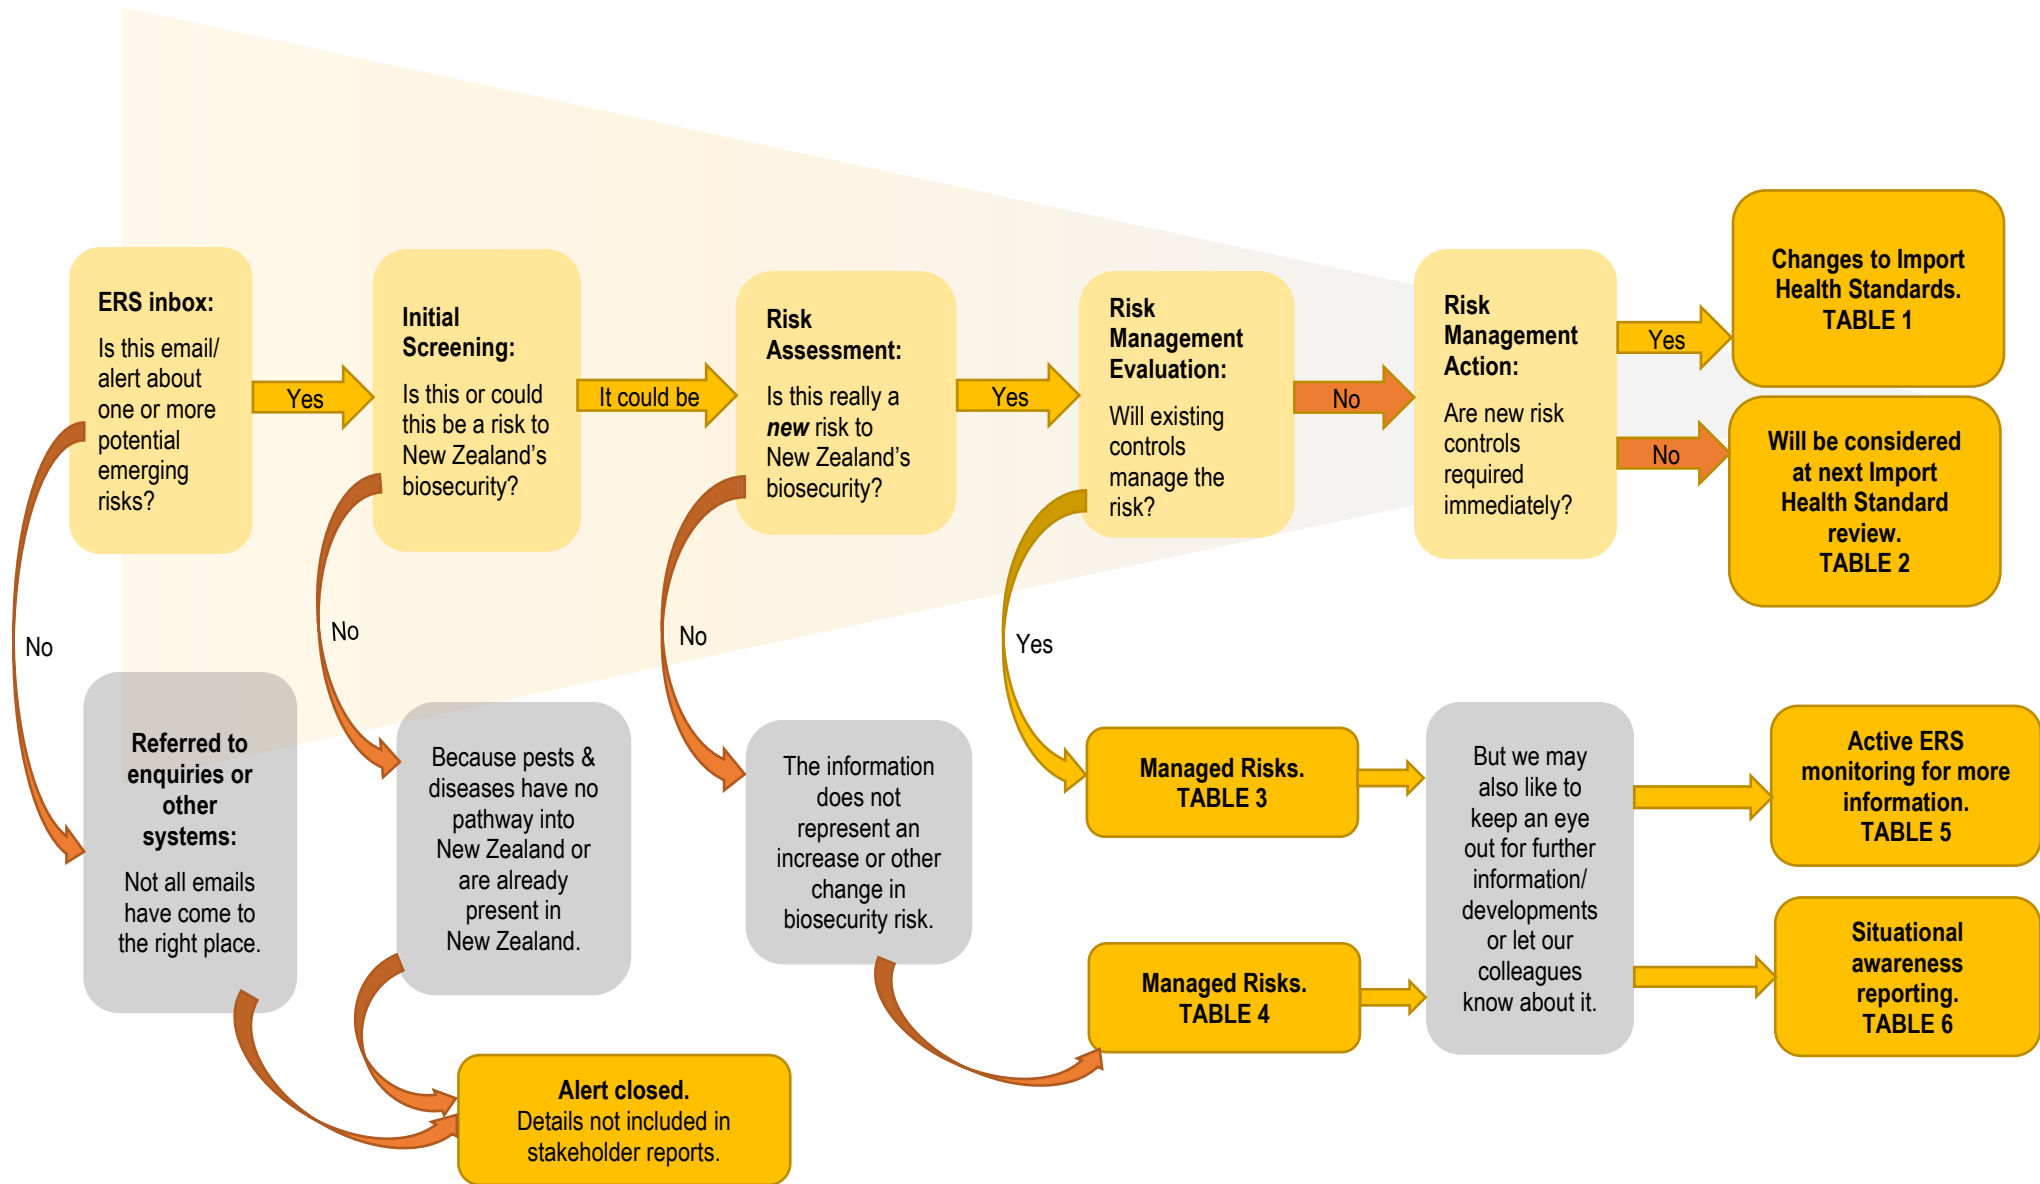 ERS inbox:
Is this email/
alert about
one or more
potential
emerging
risks?
Yes
Initial
Screening:
Is this or could
this be a risk to
New Zealand’s
biosecurity?
It could be
Risk
Assessment:
Is this really a
new risk to
New Zealand’s
biosecurity?
Yes
Risk
Management
Evaluation:
Will existing
controls
manage the
risk?
No
Risk
Management
Action:
Are new risk
controls
required
immediately?
Yes
Changes to Import
Health Standards.
TABLE 1
No
Will be considered
at next Import
Health Standard
review.
TABLE 2
No
No
No
Yes
Referred to
enquiries or
other
systems:
Not all emails
have come to
the right place.
Because pests &
diseases have no
pathway into
New Zealand or
are already
present in
New Zealand.
The information
does not
represent an
increase or other
change in
biosecurity risk.
Managed Risks.
TABLE 3
Managed Risks.
TABLE 4
But we may
also like to
keep an eye
out for further
information/
developments
or let our
colleagues
know about it.
Active ERS
monitoring for more
information.
TABLE 5
Situational
awareness
reporting.
TABLE 6
Alert closed.
Details not included in
stakeholder reports.